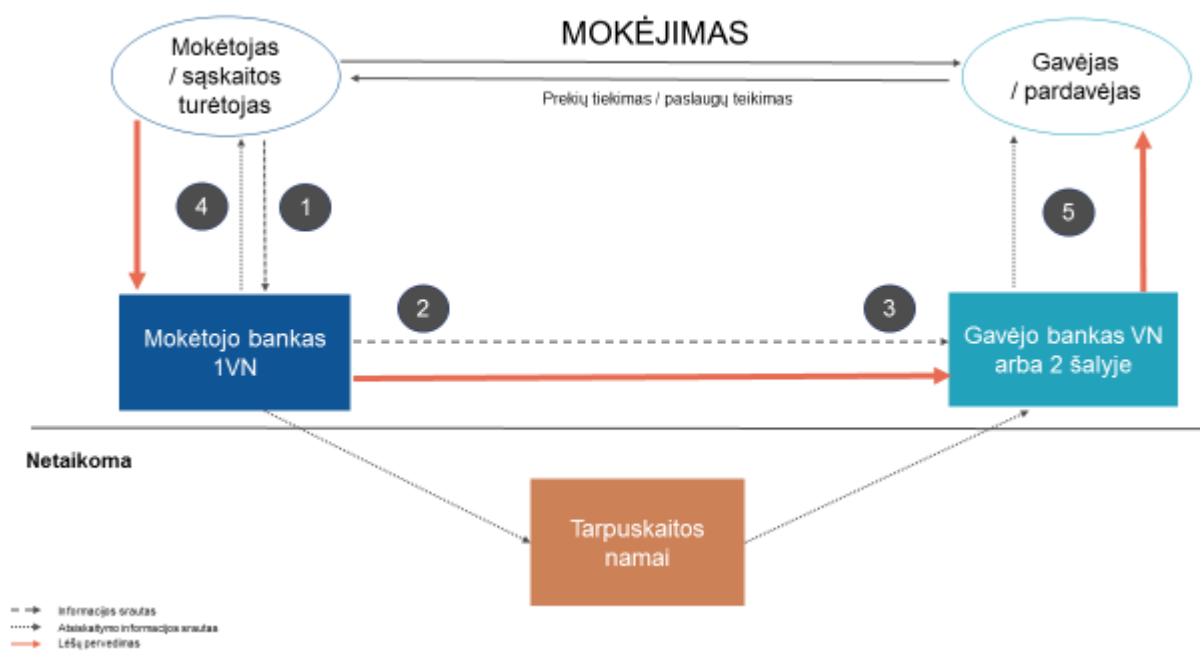 MOKĖJIMAS
Mokėtojas
/ sąskaitos
turėtojas
Gavėjas
/ pardavėjas
Prekių tiekimas / paslaugų teikimas
4
1
5
2
3
Mokėtojo bankas
1VN
Gavėjo bankas VN
arba 2 šalyje
Netaikoma
Tarpuskaitos
namai
Informacijos srautas
Atsiskaitymo informacijos srautas
Lėšų pervedimas